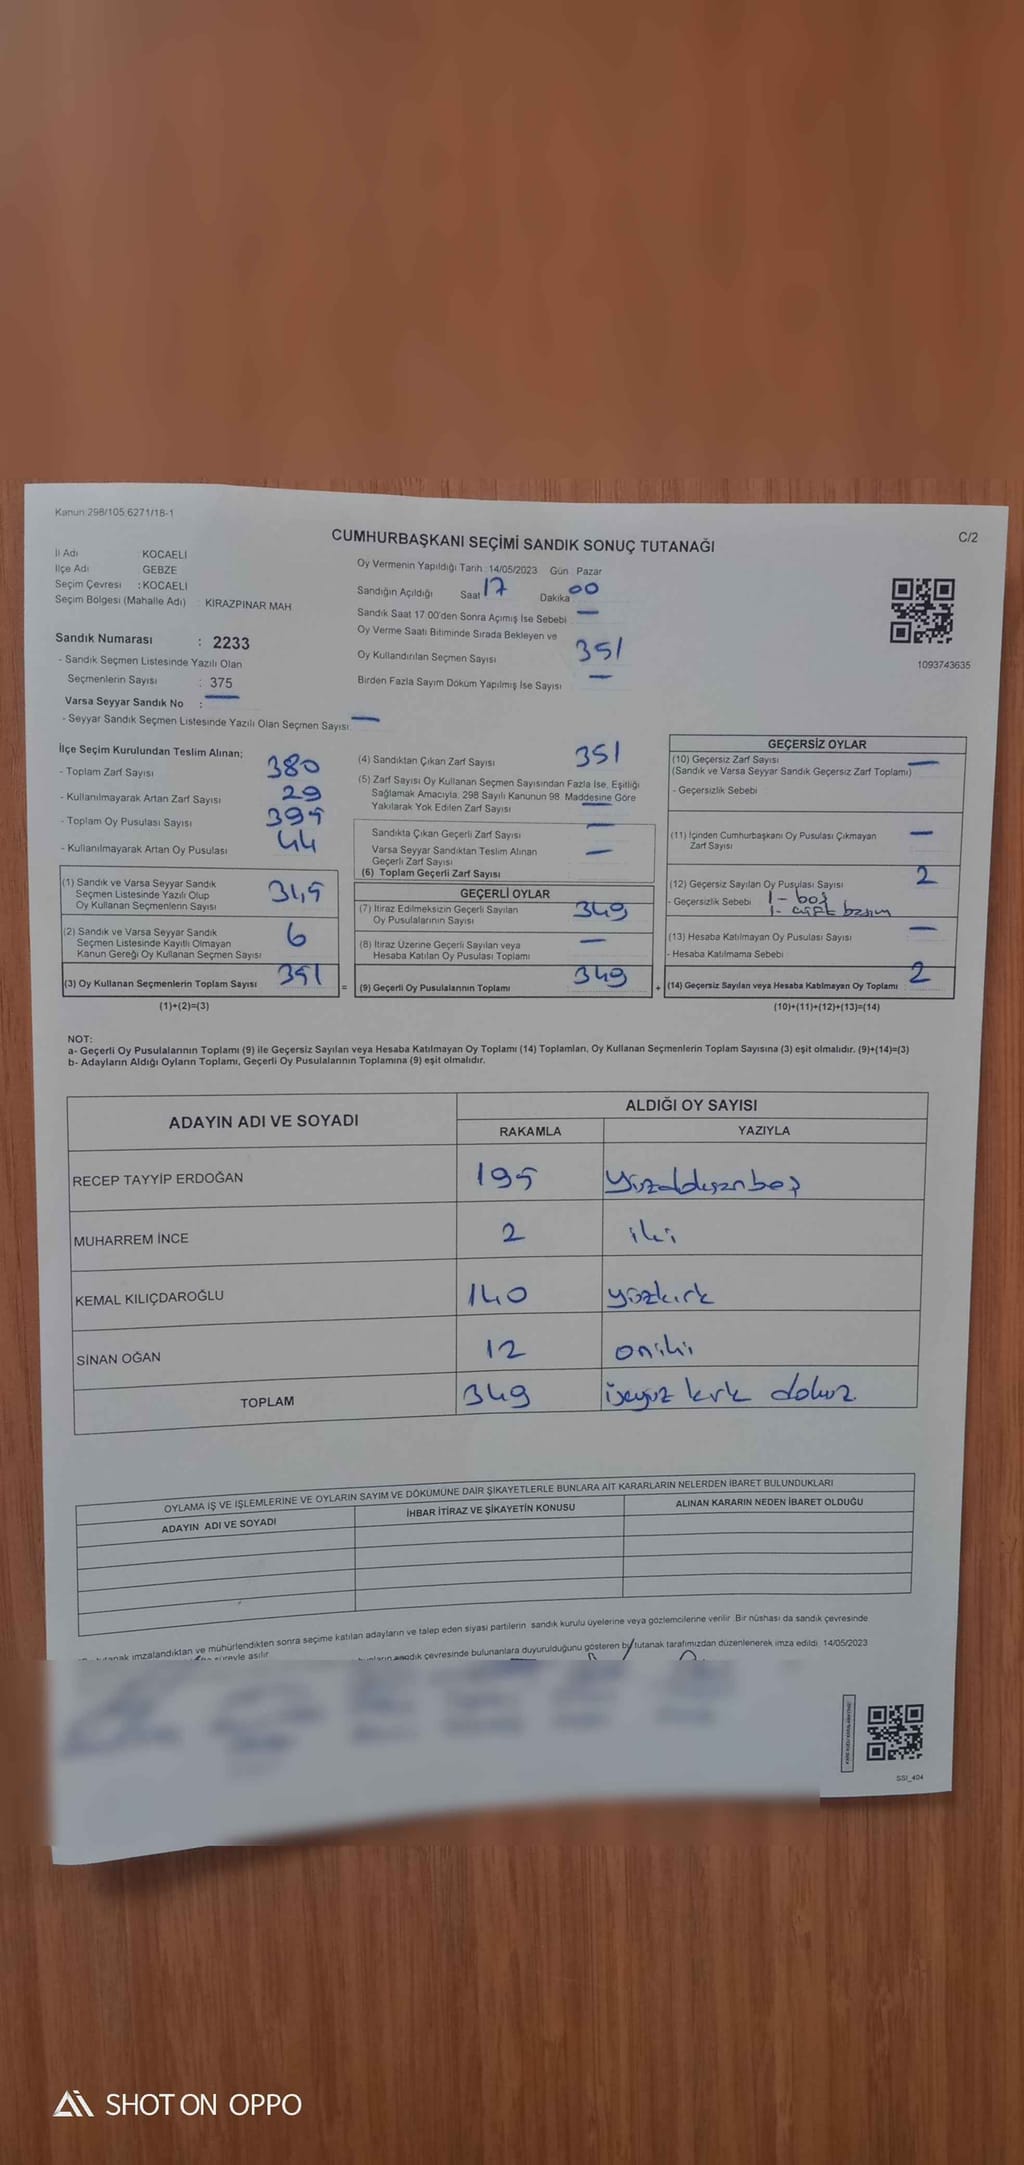 Kanun:298/105,6271/18-1
C/2
CUMHURBAŞKANI SEÇİMİ SANDIK SONUÇ TUTANAĞI
İl Adı KOCAELİ
İlçe Adı GEBZE
Seçim Çevresi :KOCAELİ
Seçim Bölgesi (Mahalle Adı) : KİRAZPINAR MAH
Sandık Numarası : 2233
- Sandık Seçmen Listesinde Yazılı Olan
Seçmenlerin Sayısı : 375
Varsa Seyyar Sandık No :
- Seyyar Sandık Seçmen Listesinde Yazılı Olan Seçmen Sayısı
Oy Vermenin Yapıldığı Tarih :14/05/2023 Gün : Pazar
Sandığın Açıldığı Saat 17 Dakika 00
Sandık Saat 17:00'den Sonra Açımış İse Sebebi
Oy Verme Saati Bitiminde Sırada Bekleyen ve
Oy Kullandırılan Seçmen Sayısı 351
Birden Fazla Sayım Döküm Yapılmış İse Sayısı
1093743635
İlçe Seçim Kurulundan Teslim Alınan;
- Toplam Zarf Sayısı 380
- Kullanılmayarak Artan Zarf Sayısı 29
- Toplam Oy Pusulası Sayısı 395
- Kullanılmayarak Artan Oy Pusulası 44
(1) Sandık ve Varsa Seyyar Sandık
Seçmen Listesinde Yazılı Olup
Oy Kullanan Seçmenlerin Sayısı 345
(2) Sandık ve Varsa Seyyar Sandık
Seçmen Listesinde Kayıtlı Olmayan
Kanun Gereği Oy Kullanan Seçmen Sayısı 6
(3) Oy Kullanan Seçmenlerin Toplam Sayısı 351
(1)+(2)=(3)
(4) Sandıktan Çıkan Zarf Sayısı 351
(5) Zarf Sayısı Oy Kullanan Seçmen Sayısından Fazla İse, Eşitliği
Sağlamak Amacıyla, 298 Sayılı Kanunun 98. Maddesine Göre
Yakılarak Yok Edilen Zarf Sayısı
Sandıkta Çıkan Geçerli Zarf Sayısı
Varsa Seyyar Sandıktan Teslim Alınan
Geçerli Zarf Sayısı
(6) Toplam Geçerli Zarf Sayısı
GEÇERLİ OYLAR
(7) İtiraz Edilmeksizin Geçerli Sayılan
Oy Pusulalarının Sayısı 349
(8) İtiraz Üzerine Geçerli Sayılan veya
Hesaba Katılan Oy Pusulası Toplamı
= (9) Geçerli Oy Pusulalarının Toplamı 349
GEÇERSİZ OYLAR
(10) Geçersiz Zarf Sayısı
(Sandık ve Varsa Seyyar Sandık Geçersiz Zarf Toplamı)
- Geçersizlik Sebebi
(11) İçinden Cumhurbaşkanı Oy Pusulası Çıkmayan
Zarf Sayısı
(12) Geçersiz Sayılan Oy Pusulası Sayısı 2
- Geçersizlik Sebebi 1- boş
1- çift basım
(13) Hesaba Katılmayan Oy Pusulası Sayısı
- Hesaba Katılmama Sebebi
+ (14) Geçersiz Sayılan veya Hesaba Katılmayan Oy Toplamı 2
(10)+(11)+(12)+(13)=(14)
NOT:
a- Geçerli Oy Pusulalarının Toplamı (9) ile Geçersiz Sayılan veya Hesaba Katılmayan Oy Toplamı (14) Toplamları, Oy Kullanan Seçmenlerin Toplam Sayısına (3) eşit olmalıdır. (9)+(14)=(3)
b- Adayların Aldığı Oyların Toplamı, Geçerli Oy Pusulalarının Toplamına (9) eşit olmalıdır.
ADAYIN ADI VE SOYADI
ALDIĞI OY SAYISI
RAKAMLA YAZIYLA
RECEP TAYYİP ERDOĞAN 195 yüzdoksanbeş
MUHARREM İNCE 2 iki
KEMAL KILIÇDAROĞLU 140 yüzkırk
SİNAN OĞAN 12 oniki
TOPLAM 349 üçyüz kırk dokuz
OYLAMA İŞ VE İŞLEMLERİNE VE OYLARIN SAYIM VE DÖKÜMÜNE DAİR ŞİKAYETLERLE BUNLARA AİT KARARLARIN NELERDEN İBARET BULUNDUKLARI
ADAYIN ADI VE SOYADI İHBAR İTİRAZ VE ŞİKAYETİN KONUSU ALINAN KARARIN NEDEN İBARET OLDUĞU
tutanak imzalandıktan ve mühürlendikten sonra seçime katılan adayların ve talep eden siyasi partilerin sandık kurulu üyelerine veya gözlemcilerine verilir. Bir nüshası da sandık çevresinde
süreyle asılır. sandık çevresinde bulunanlara duyurulduğunu gösteren bu tutanak tarafımızdan düzenlenerek imza edildi. 14/05/2023
SSI_404
SHOT ON OPPO